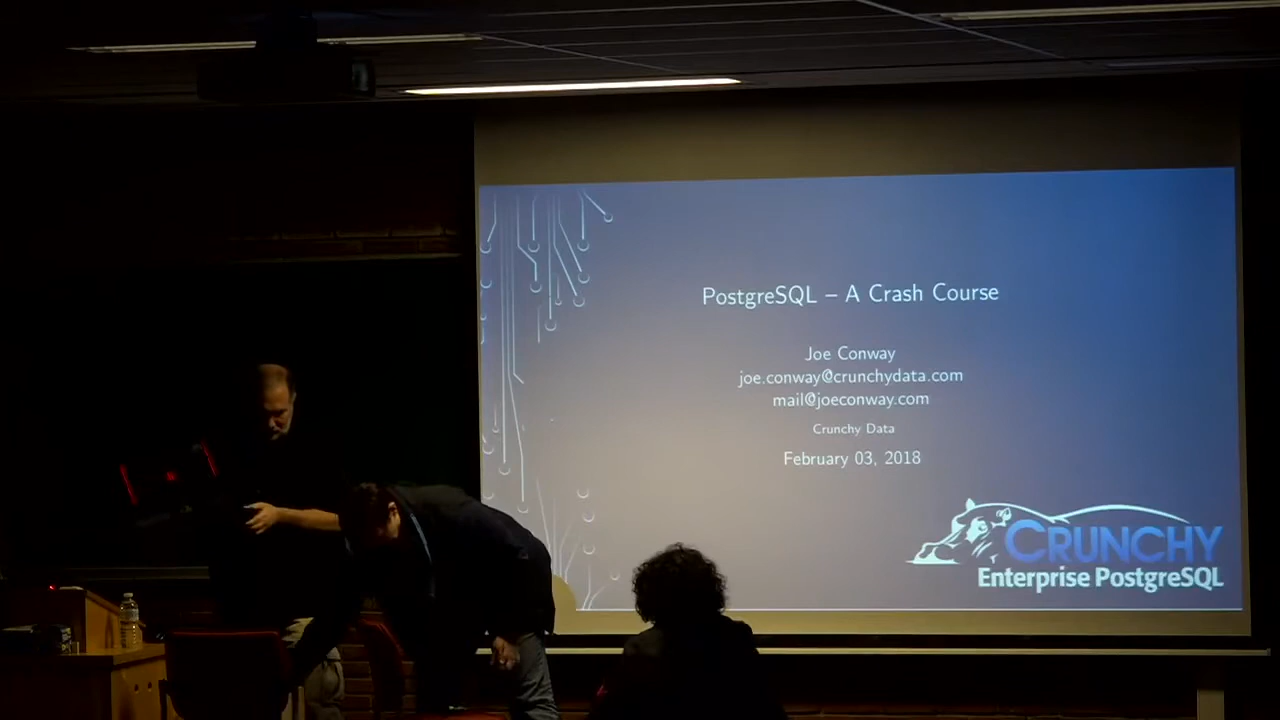 PostgreSQL – A Crash Course
Joe Conway
joe.conway@crunchydata.com
mail@joeconway.com
Crunchy Data
February 03, 2018
CRUNCHY
Enterprise PostgreSQL